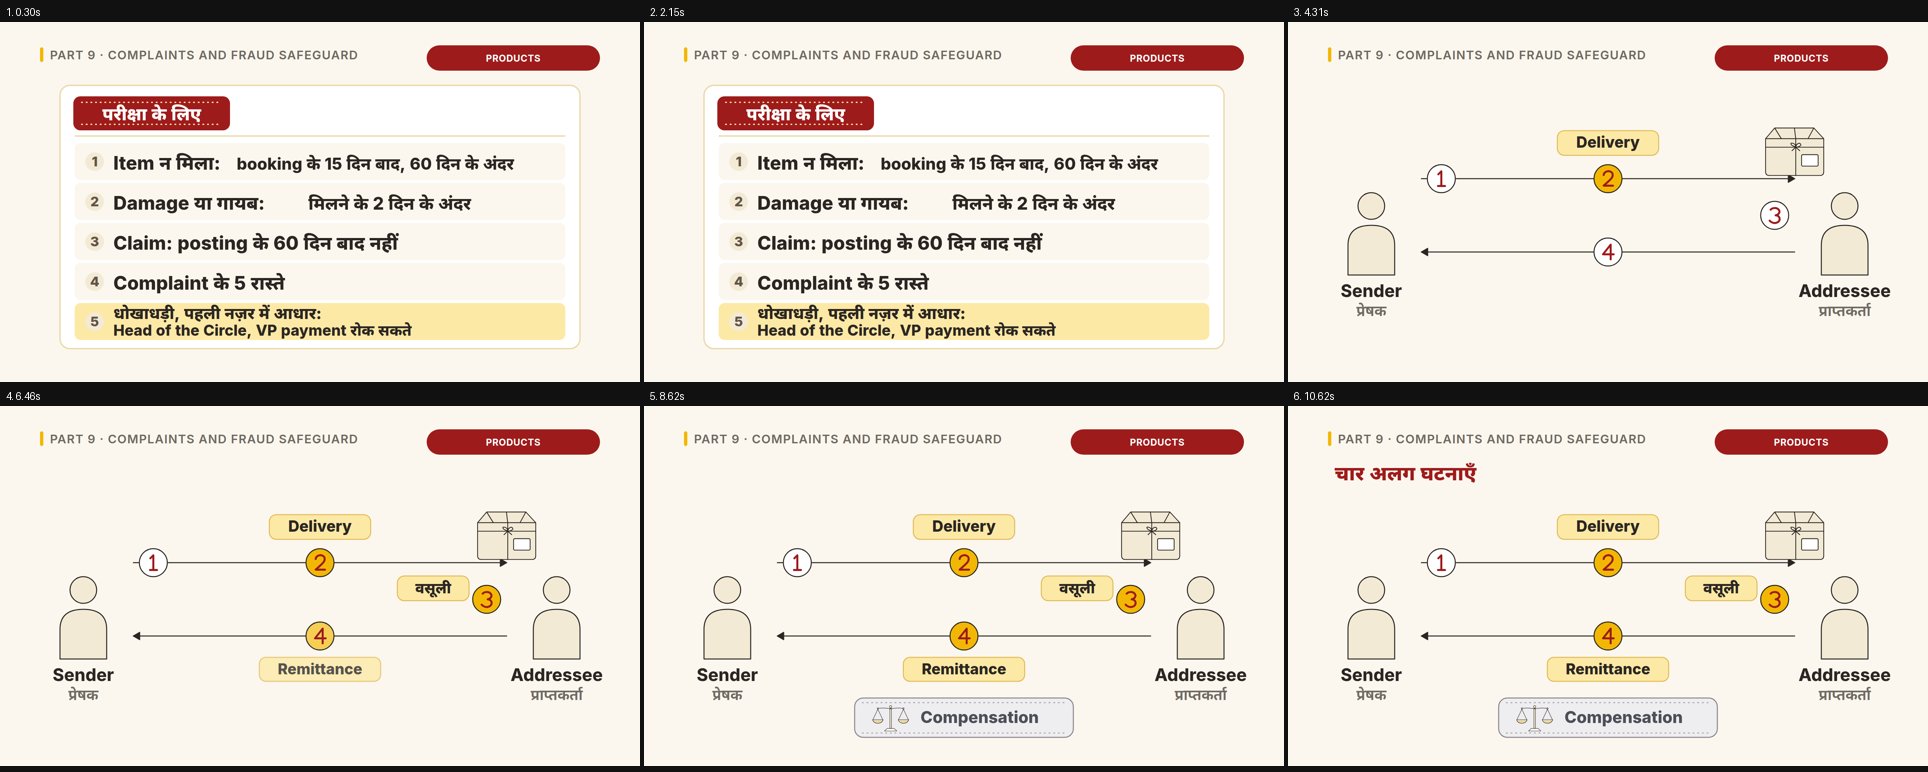 1. 0.30s
PART 9 · COMPLAINTS AND FRAUD SAFEGUARD
PRODUCTS
परीक्षा के लिए
1 Item न मिला: booking के 15 दिन बाद, 60 दिन के अंदर
2 Damage या गायब: मिलने के 2 दिन के अंदर
3 Claim: posting के 60 दिन बाद नहीं
4 Complaint के 5 रास्ते
5 धोखाधड़ी, पहली नज़र में आधार:
Head of the Circle, VP payment रोक सकते
2. 2.15s
PART 9 · COMPLAINTS AND FRAUD SAFEGUARD
PRODUCTS
परीक्षा के लिए
1 Item न मिला: booking के 15 दिन बाद, 60 दिन के अंदर
2 Damage या गायब: मिलने के 2 दिन के अंदर
3 Claim: posting के 60 दिन बाद नहीं
4 Complaint के 5 रास्ते
5 धोखाधड़ी, पहली नज़र में आधार:
Head of the Circle, VP payment रोक सकते
3. 4.31s
PART 9 · COMPLAINTS AND FRAUD SAFEGUARD
PRODUCTS
Delivery
1 2
3
4
Sender Addressee
प्रेषक प्राप्तकर्ता
4. 6.46s
PART 9 · COMPLAINTS AND FRAUD SAFEGUARD
PRODUCTS
Delivery
1 2
वसूली 3
4
Remittance
Sender Addressee
प्रेषक प्राप्तकर्ता
5. 8.62s
PART 9 · COMPLAINTS AND FRAUD SAFEGUARD
PRODUCTS
Delivery
1 2
वसूली 3
4
Remittance
Sender Addressee
प्रेषक प्राप्तकर्ता
Compensation
6. 10.62s
PART 9 · COMPLAINTS AND FRAUD SAFEGUARD
PRODUCTS
चार अलग घटनाएँ
Delivery
1 2
वसूली 3
4
Remittance
Sender Addressee
प्रेषक प्राप्तकर्ता
Compensation